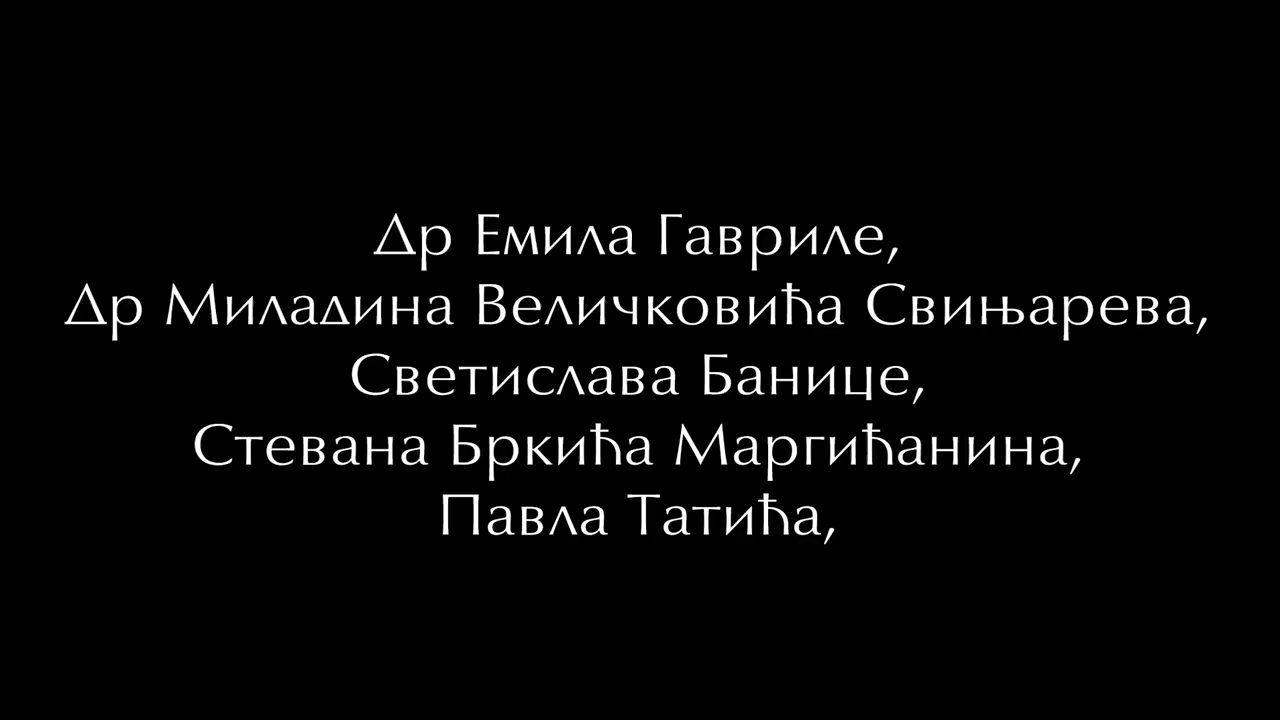 Др Емила Гавриле,
Др Миладина Величковића Свињарева,
Светислава Банице,
Стевана Бркића Маргићанина,
Павла Татића,